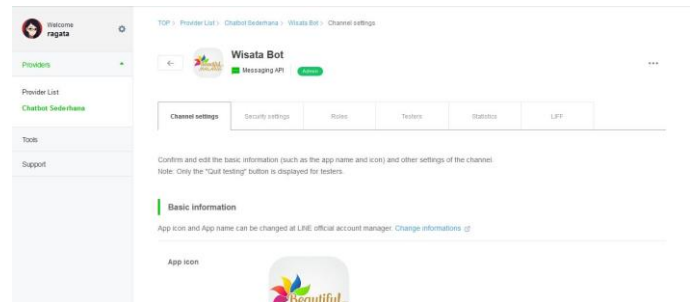 Welcome
ragata
Providers
Provider List
Chatbot Sederhana
Tools
Support
TOP > Provider List > Chatbot Sederhana > Wisata Bot > Channel settings
Wisata Bot
Messaging API
Admin
Channel settings
Security settings
Roles
Testers
Statistics
LIFF
Confirm and edit the basic information (such as the app name and icon) and other settings of the channel.
Note: Only the "Quit testing" button is displayed for testers.
Basic information
App icon and App name can be changed at LINE official account manager. Change informations
App icon
Beautiful